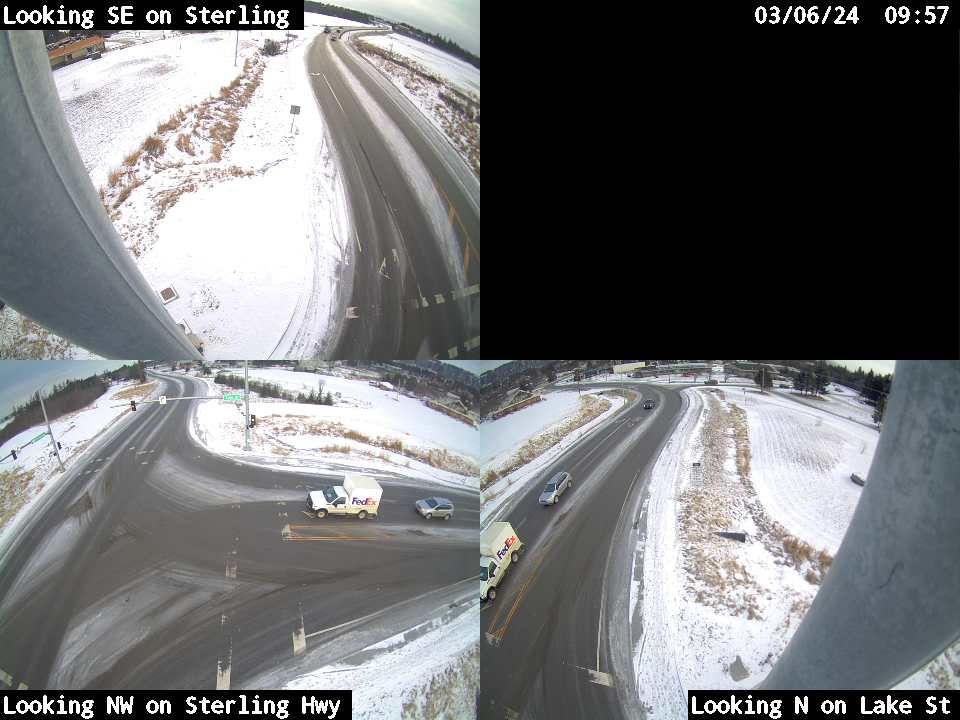 Looking SE on Sterling
03/06/24 09:57
FedEx
FedEx
Looking NW on Sterling Hwy
Looking N on Lake St